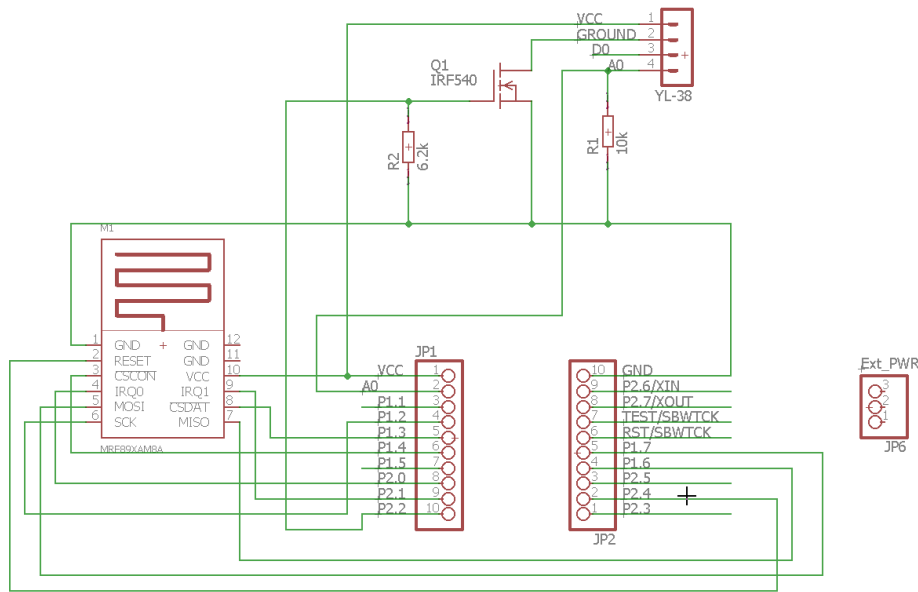 VCC 1
GROUND 2
D0 3
A0 4
YL-38
Q1
IRF540
R2
6.2k
R1
10k
M1
1 GND GND 12
2 RESET GND 11
3 CSCON VCC 10
4 IRQ0 IRQ1 9
5 MOSI CSDAT 8
6 SCK MISO 7
MRF89XAM8A
JP1
VCC 1
A0 2
P1.1 3
P1.2 4
P1.3 5
P1.4 6
P1.5 7
P2.0 8
P2.1 9
P2.2 10
10 GND
9 P2.6/XIN
8 P2.7/XOUT
7 TEST/SBWTCK
6 RST/SBWTCK
5 P1.7
4 P1.6
3 P2.5
2 P2.4
1 P2.3
JP2
Ext_PWR
3
2
1
JP6